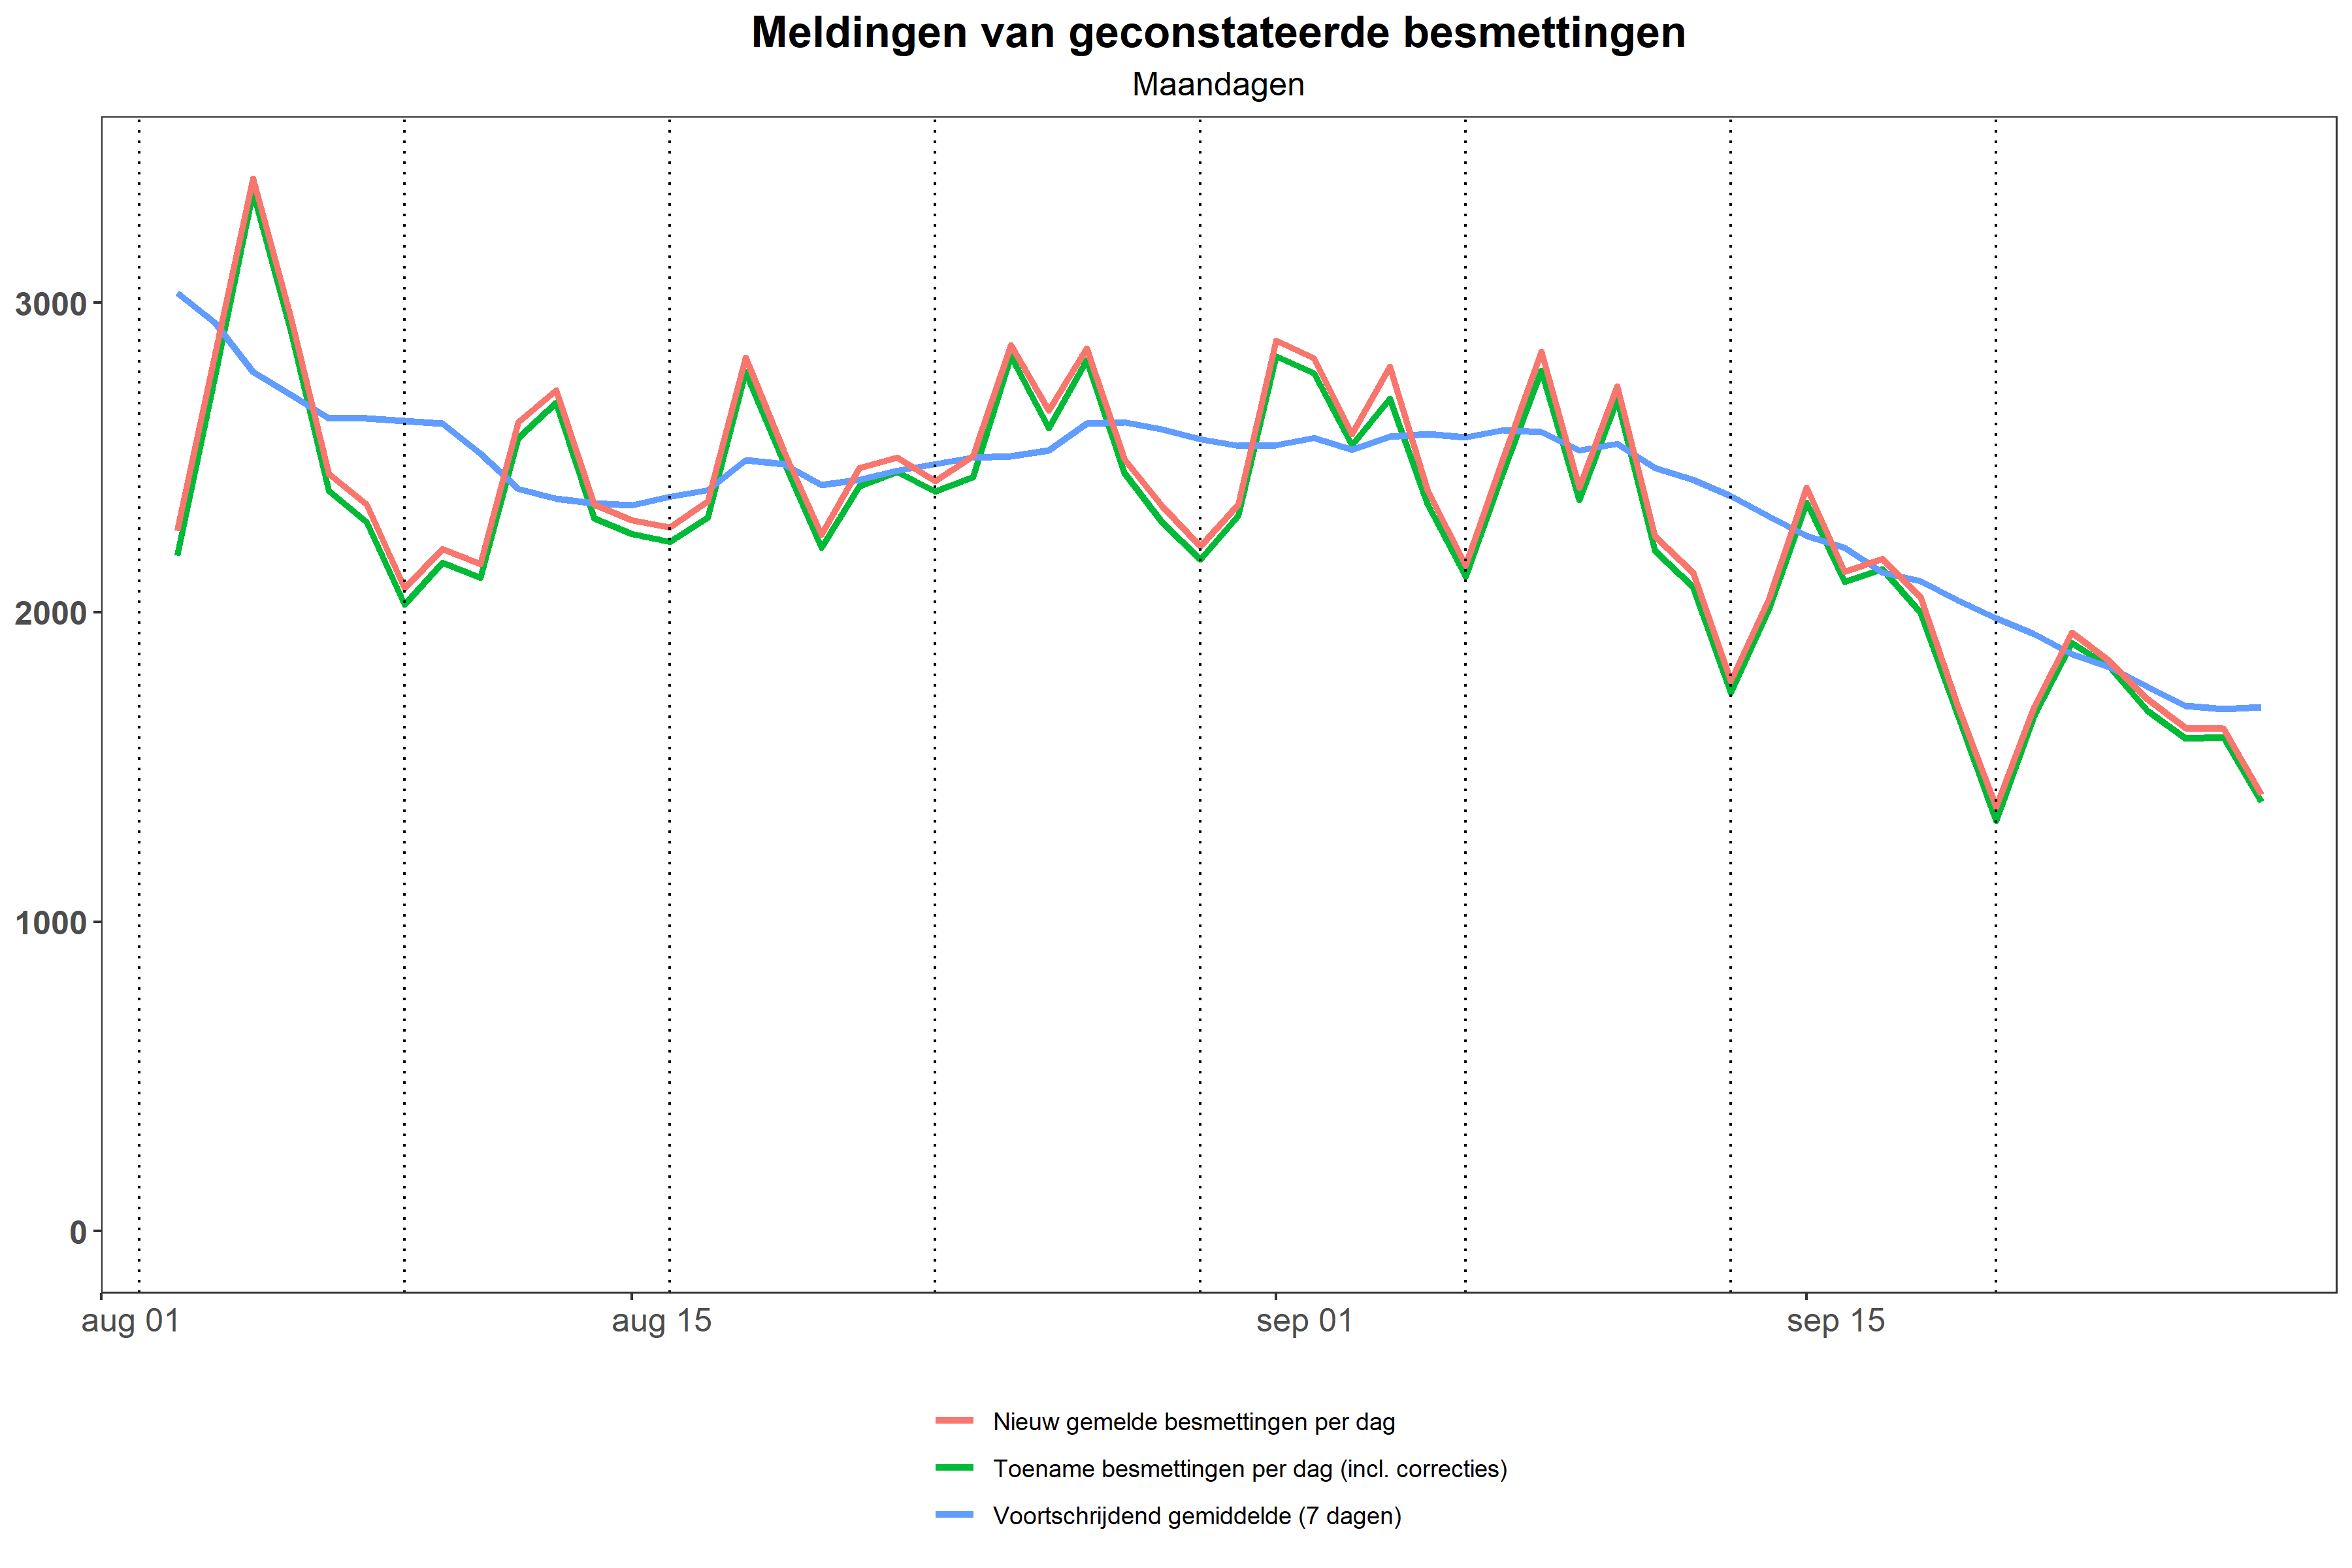 Meldingen van geconstateerde besmettingen
Maandagen
3000
2000
1000
0
aug 01 aug 15 sep 01 sep 15
Nieuw gemelde besmettingen per dag
Toename besmettingen per dag (incl. correcties)
Voortschrijdend gemiddelde (7 dagen)